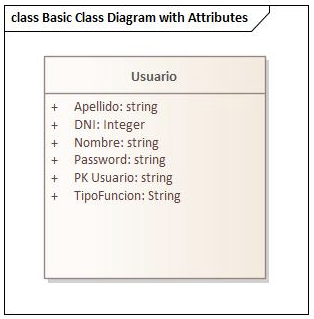 class Basic Class Diagram with Attributes
Usuario
+ Apellido: string
+ DNI: Integer
+ Nombre: string
+ Password: string
+ PK Usuario: string
+ TipoFuncion: String